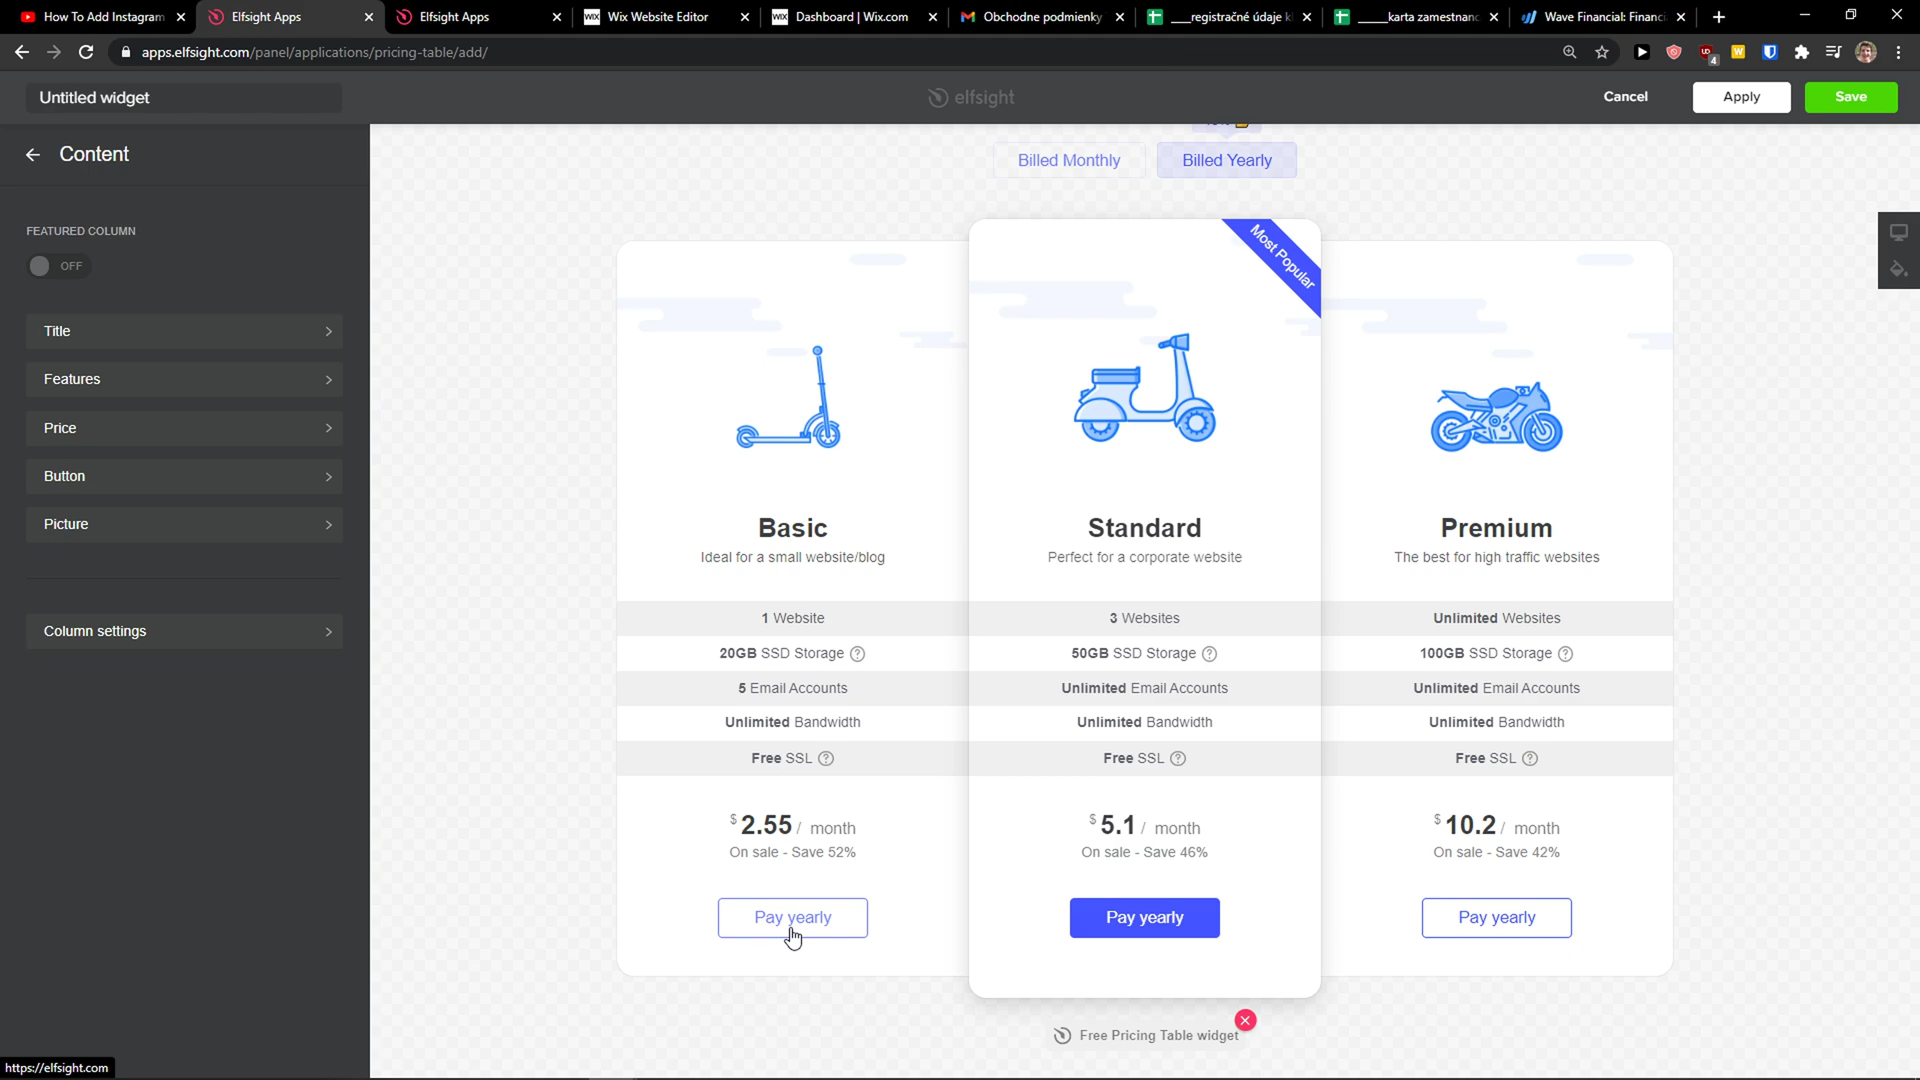 How To Add Instagram
Elfsight Apps
Elfsight Apps
Wix Website Editor
Dashboard | Wix.com
Obchodne podmienky
___registračné údaje kl
_____karta zamestnanc
Wave Financial: Financi
apps.elfsight.com/panel/applications/pricing-table/add/
4
Untitled widget
elfsight
Cancel
Apply
Save
Content
FEATURED COLUMN
OFF
Title
Features
Price
Button
Picture
Column settings
Billed Monthly
Billed Yearly
Most Popular
Basic
Ideal for a small website/blog
1 Website
20GB SSD Storage
5 Email Accounts
Unlimited Bandwidth
Free SSL
$ 2.55 / month
On sale - Save 52%
Pay yearly
Standard
Perfect for a corporate website
3 Websites
50GB SSD Storage
Unlimited Email Accounts
Unlimited Bandwidth
Free SSL
$ 5.1 / month
On sale - Save 46%
Pay yearly
Premium
The best for high traffic websites
Unlimited Websites
100GB SSD Storage
Unlimited Email Accounts
Unlimited Bandwidth
Free SSL
$ 10.2 / month
On sale - Save 42%
Pay yearly
Free Pricing Table widget
https://elfsight.com